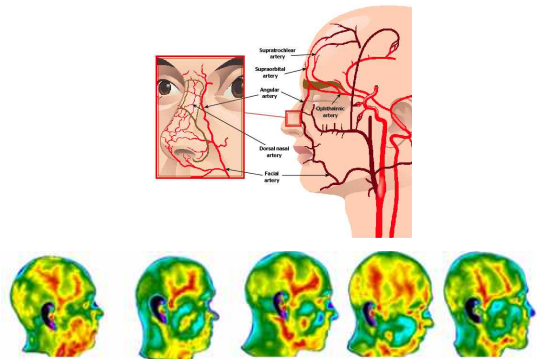 Supratrochlear
artery
Supraorbital
artery
Angular
artery
Ophthalmic
artery
Dorsal nasal
artery
Facial
artery